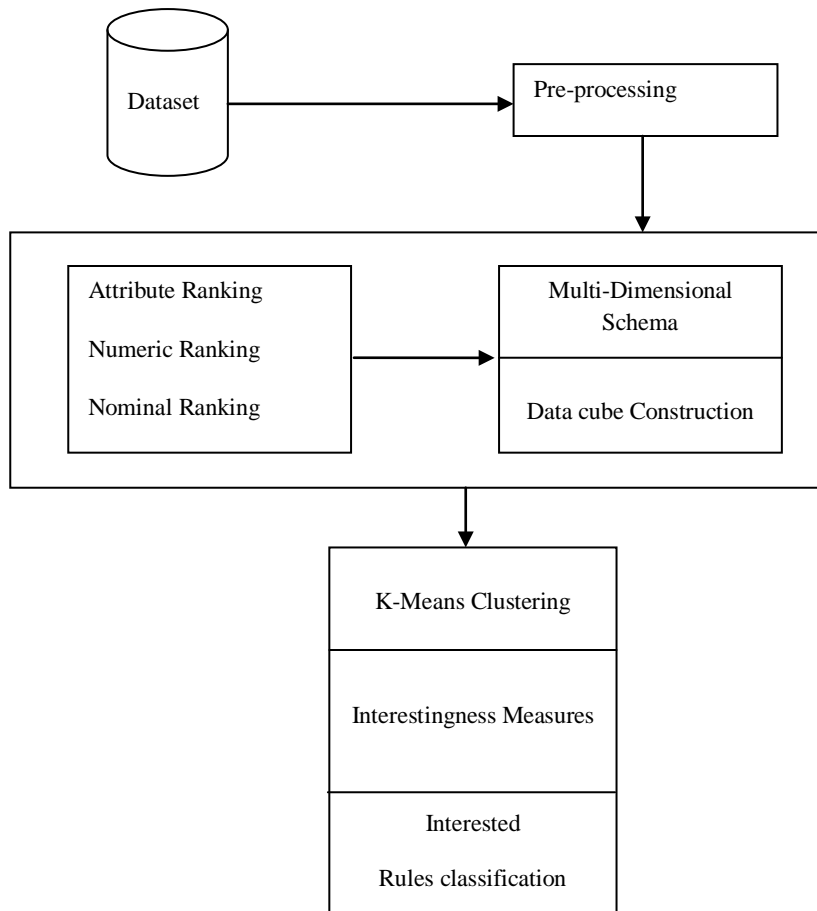 Dataset
Pre-processing
Attribute Ranking
Numeric Ranking
Nominal Ranking
Multi-Dimensional
Schema
Data cube Construction
K-Means Clustering
Interestingness Measures
Interested
Rules classification